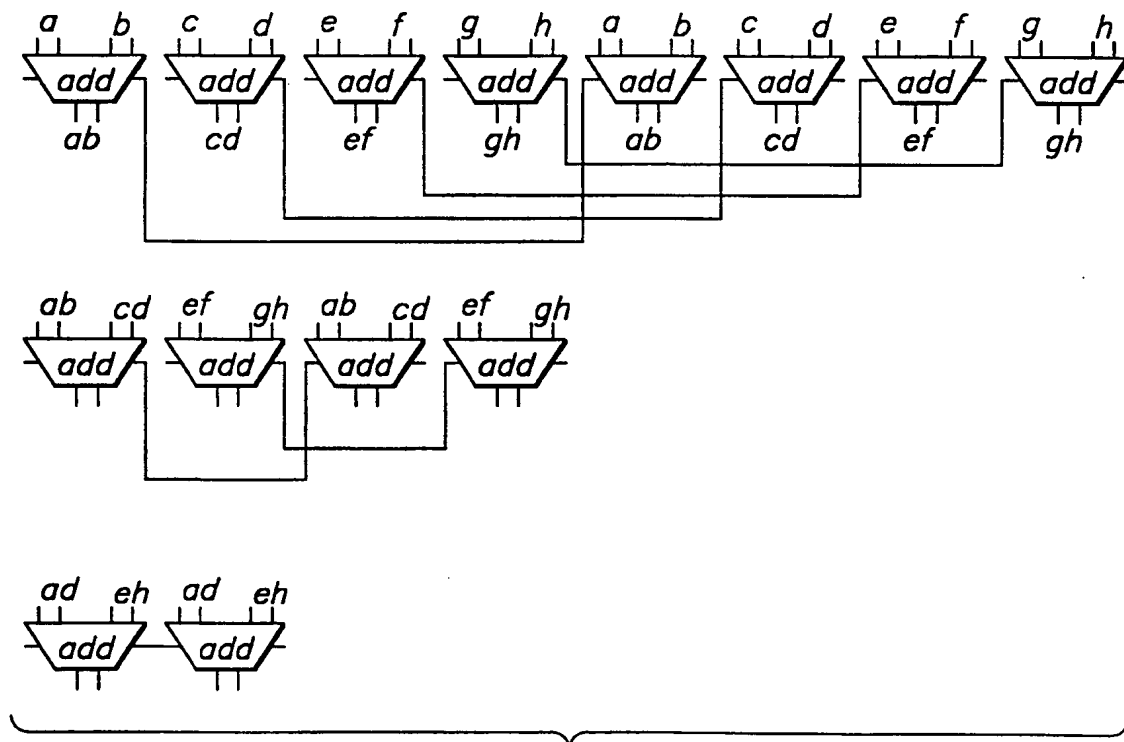 a b c d e f g h a b c d e f g h
add add add add add add add add
ab cd ef gh ab cd ef gh
ab cd ef gh ab cd ef gh
add add add add
ad eh ad eh
add add